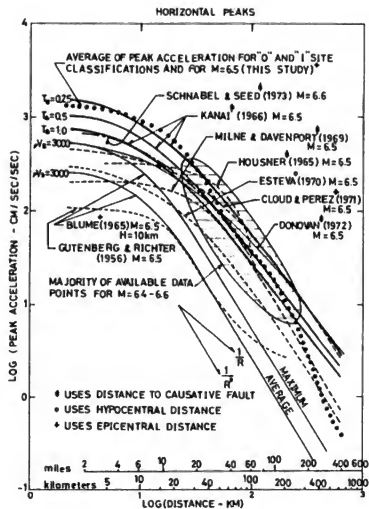 HORIZONTAL PEAKS
AVERAGE OF PEAK ACCELERATION FOR "0" AND "1" SITE
CLASSIFICATIONS AND FOR M=6.5 (THIS STUDY)+
T₀=0.25
T₀=0.5
T₀=1.0
3000
2400
SCHNABEL & SEED (1973) M=6.6
KANAI (1966) M=6.5
MILNE & DAVENPORT (1969)
M=6.5
HOUSNER (1965) M=6.5
ESTEVA (1970) M=6.5
CLOUD & PEREZ (1971)
M=6.5
DONOVAN (1972)
M=6.5
BLUME (1965) M=6.5
H=10km
GUTENBERG & RICHTER
(1956) M=6.5
MAJORITY OF AVAILABLE DATA
POINTS FOR M=6.4-6.6
1/R
MAXIMUM
AVERAGE
USES DISTANCE TO CAUSATIVE FAULT
USES HYPOCENTRAL DISTANCE
+ USES EPICENTRAL DISTANCE
LOG (PEAK ACCELERATION - CM/SEC/SEC)
4
3
2
1
0
-1
miles 2 4 6 10 20 40 60 100 200 400 600
kilometers 5 10 20 40 60 100 200 400 1000
0 1 2 3
LOG(DISTANCE - KM)